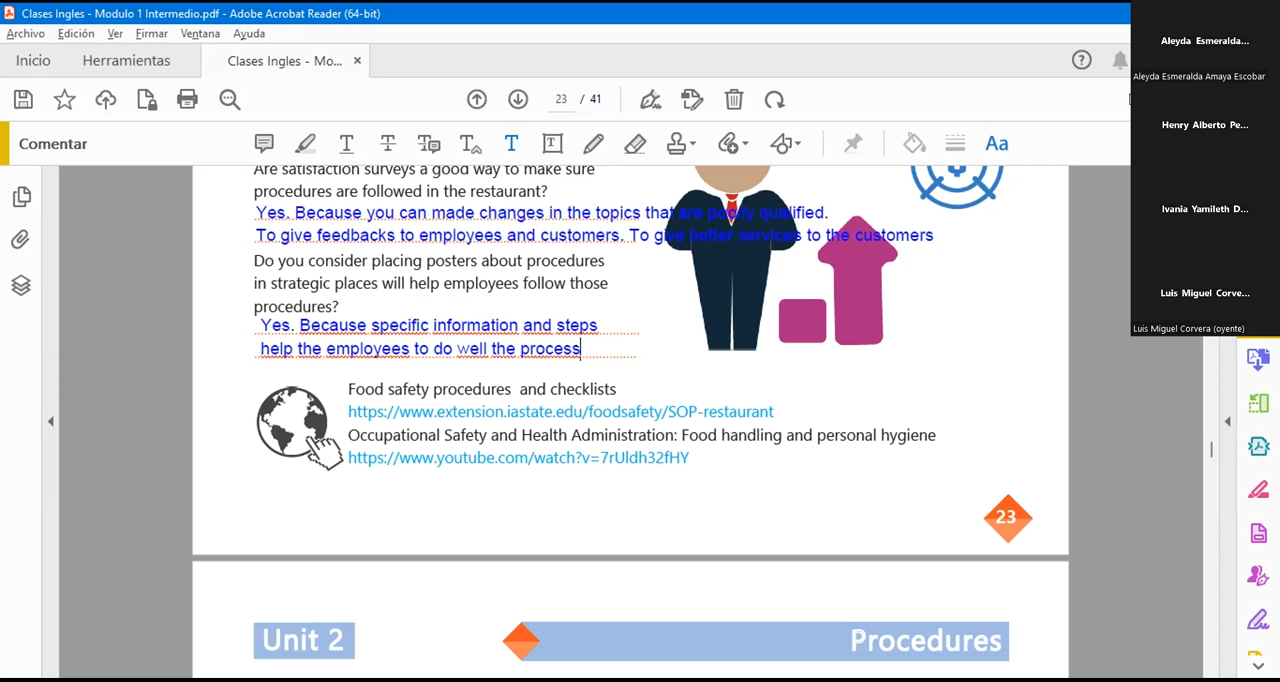 Clases Ingles - Modulo 1 Intermedio.pdf - Adobe Acrobat Reader (64-bit)
Archivo Edición Ver Firmar Ventana Ayuda
Inicio Herramientas Clases Ingles - Mo... ×
23 / 41
Comentar
Aa
Are satisfaction surveys a good way to make sure
procedures are followed in the restaurant?
Yes. Because you can made changes in the topics that are poorly qualified.
To give feedbacks to employees and customers. To give better services to the customers
Do you consider placing posters about procedures
in strategic places will help employees follow those
procedures?
Yes. Because specific information and steps
help the employees to do well the process
Food safety procedures and checklists
https://www.extension.iastate.edu/foodsafety/SOP-restaurant
Occupational Safety and Health Administration: Food handling and personal hygiene
https://www.youtube.com/watch?v=7rUldh32fHY
23
Unit 2 Procedures
Aleyda Esmeralda...
Aleyda Esmeralda Amaya Escobar
Henry Alberto Pe...
Ivania Yamileth D...
Luis Miguel Corve...
Luis Miguel Corvera (oyente)